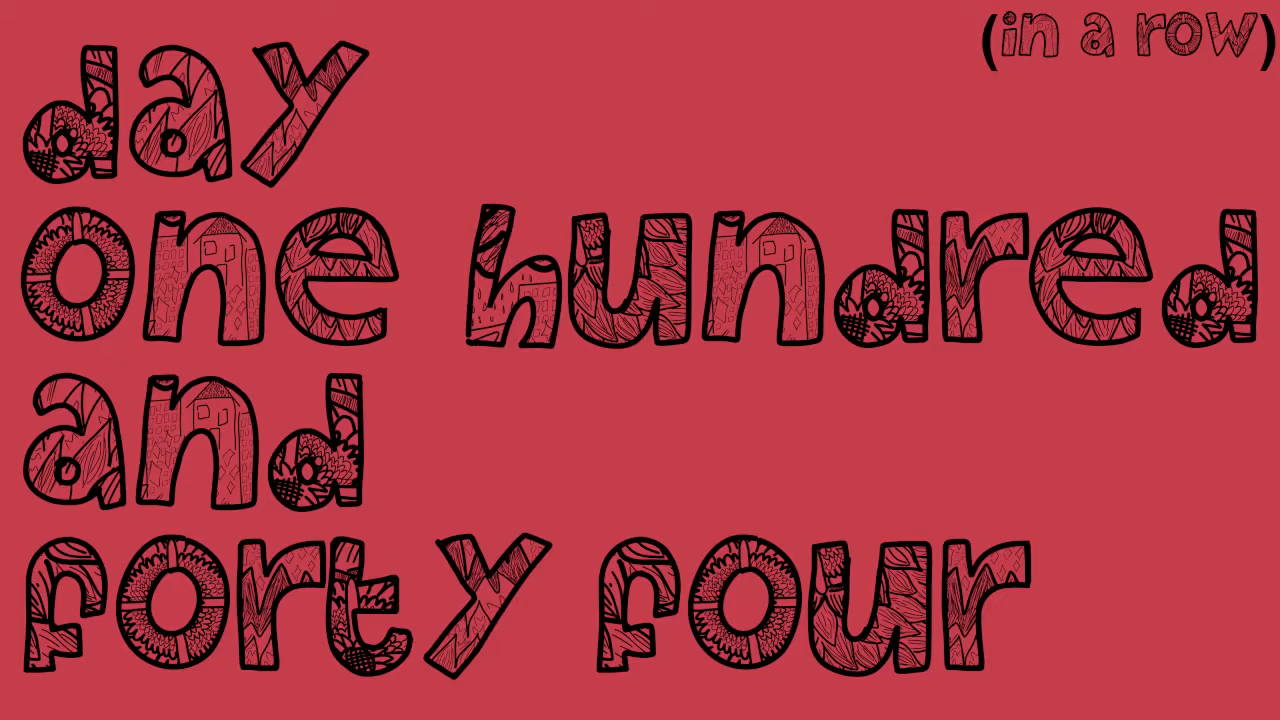 (in a row)
day
one hundred
and
forty four